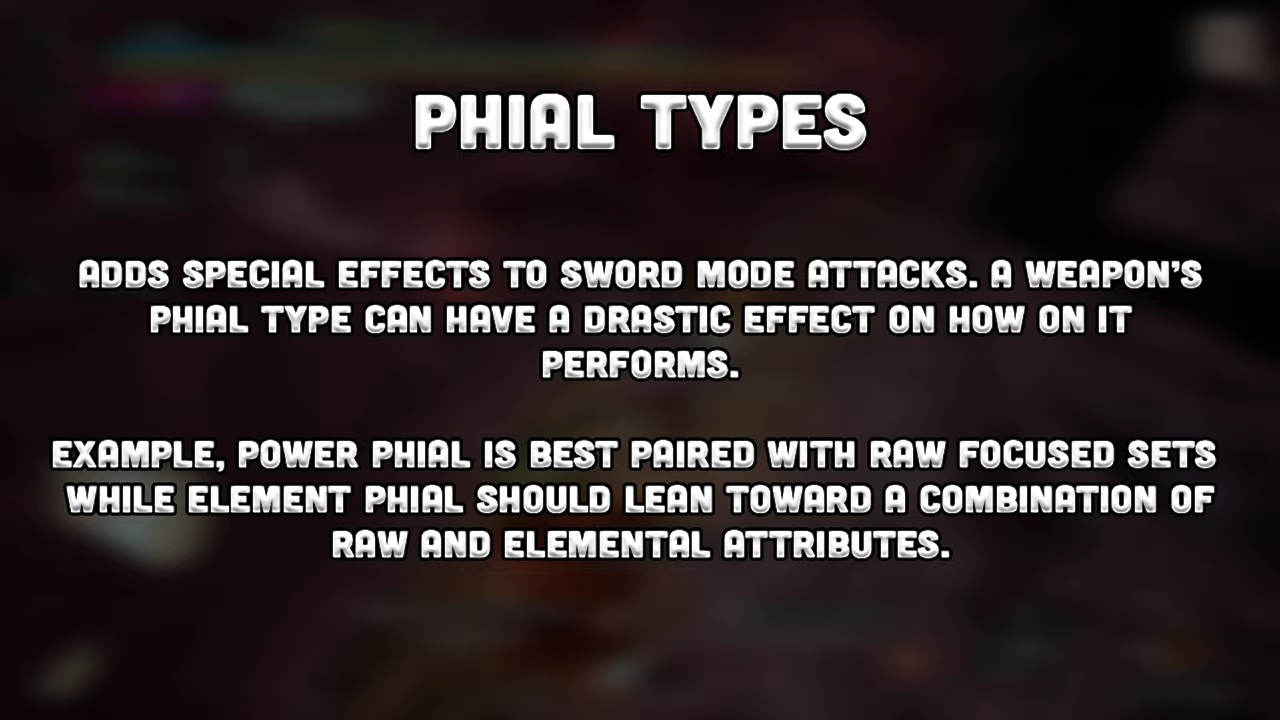 PHIAL TYPES
ADDS SPECIAL EFFECTS TO SWORD MODE ATTACKS. A WEAPON'S
PHIAL TYPE CAN HAVE A DRASTIC EFFECT ON HOW ON IT
PERFORMS.
EXAMPLE, POWER PHIAL IS BEST PAIRED WITH RAW FOCUSED SETS
WHILE ELEMENT PHIAL SHOULD LEAN TOWARD A COMBINATION OF
RAW AND ELEMENTAL ATTRIBUTES.